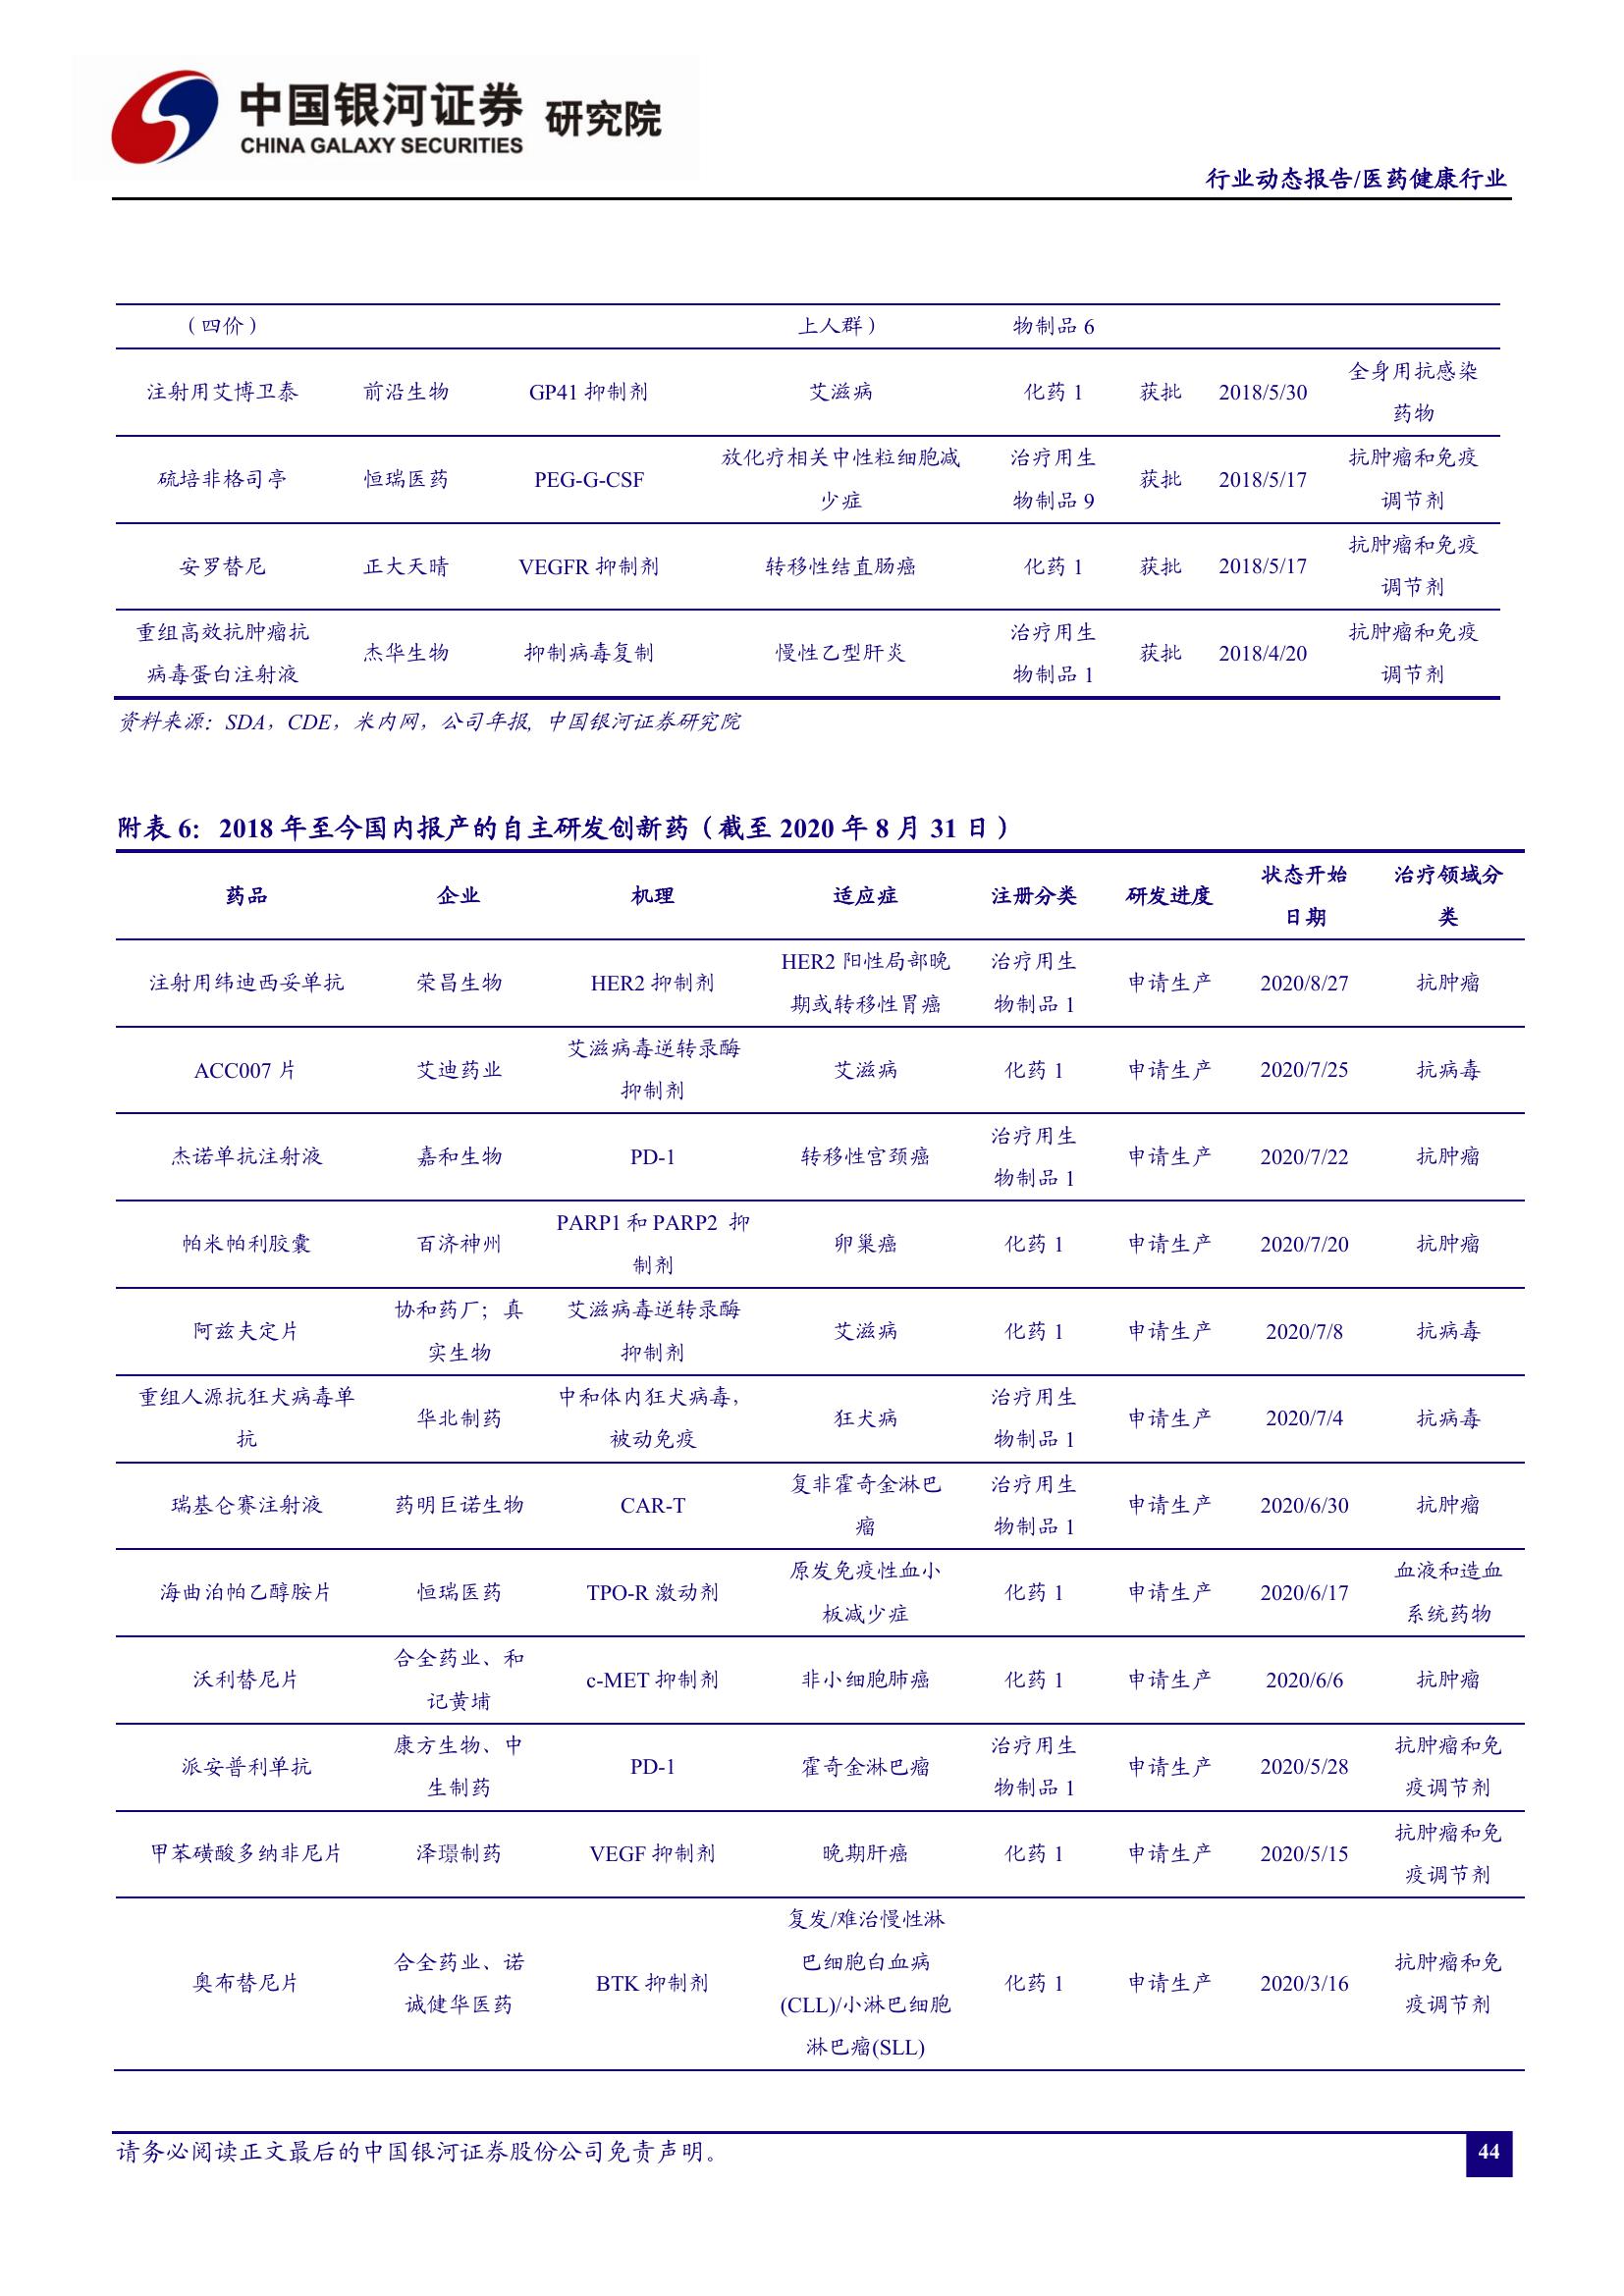 中国银河证券 研究院
CHINA GALAXY SECURITIES
行业动态报告/医药健康行业
（四价） 上人群） 物制品 6
注射用艾博卫泰 前沿生物 GP41 抑制剂 艾滋病 化药 1 获批 2018/5/30 全身用抗感染
药物
硫培非格司亭 恒瑞医药 PEG-G-CSF 放化疗相关中性粒细胞减 治疗用生 获批 2018/5/17 抗肿瘤和免疫
少症 物制品 9 调节剂
安罗替尼 正大天晴 VEGFR 抑制剂 转移性结直肠癌 化药 1 获批 2018/5/17 抗肿瘤和免疫
调节剂
重组高效抗肿瘤抗 杰华生物 抑制病毒复制 慢性乙型肝炎 治疗用生 获批 2018/4/20 抗肿瘤和免疫
病毒蛋白注射液 物制品 1 调节剂
资料来源：SDA，CDE，米内网，公司年报, 中国银河证券研究院
附表 6：2018 年至今国内报产的自主研发创新药（截至 2020 年 8 月 31 日）
药品 企业 机理 适应症 注册分类 研发进度 状态开始 治疗领域分
日期 类
注射用纬迪西妥单抗 荣昌生物 HER2 抑制剂 HER2 阳性局部晚 治疗用生 申请生产 2020/8/27 抗肿瘤
期或转移性胃癌 物制品 1
ACC007 片 艾迪药业 艾滋病毒逆转录酶 艾滋病 化药 1 申请生产 2020/7/25 抗病毒
抑制剂
杰诺单抗注射液 嘉和生物 PD-1 转移性宫颈癌 治疗用生 申请生产 2020/7/22 抗肿瘤
物制品 1
帕米帕利胶囊 百济神州 PARP1 和 PARP2 抑 卵巢癌 化药 1 申请生产 2020/7/20 抗肿瘤
制剂
阿兹夫定片 协和药厂；真 艾滋病毒逆转录酶 艾滋病 化药 1 申请生产 2020/7/8 抗病毒
实生物 抑制剂
重组人源抗狂犬病毒单 华北制药 中和体内狂犬病毒， 狂犬病 治疗用生 申请生产 2020/7/4 抗病毒
抗 被动免疫 物制品 1
瑞基仑赛注射液 药明巨诺生物 CAR-T 复非霍奇金淋巴 治疗用生 申请生产 2020/6/30 抗肿瘤
瘤 物制品 1
海曲泊帕乙醇胺片 恒瑞医药 TPO-R 激动剂 原发免疫性血小 化药 1 申请生产 2020/6/17 血液和造血
板减少症 系统药物
沃利替尼片 合全药业、和 c-MET 抑制剂 非小细胞肺癌 化药 1 申请生产 2020/6/6 抗肿瘤
记黄埔
派安普利单抗 康方生物、中 PD-1 霍奇金淋巴瘤 治疗用生 申请生产 2020/5/28 抗肿瘤和免
生制药 物制品 1 疫调节剂
甲苯磺酸多纳非尼片 泽璟制药 VEGF 抑制剂 晚期肝癌 化药 1 申请生产 2020/5/15 抗肿瘤和免
疫调节剂
奥布替尼片 合全药业、诺 BTK 抑制剂 复发/难治慢性淋 化药 1 申请生产 2020/3/16 抗肿瘤和免
诚健华医药 巴细胞白血病 疫调节剂
(CLL)/小淋巴细胞
淋巴瘤(SLL)
请务必阅读正文最后的中国银河证券股份公司免责声明。
44